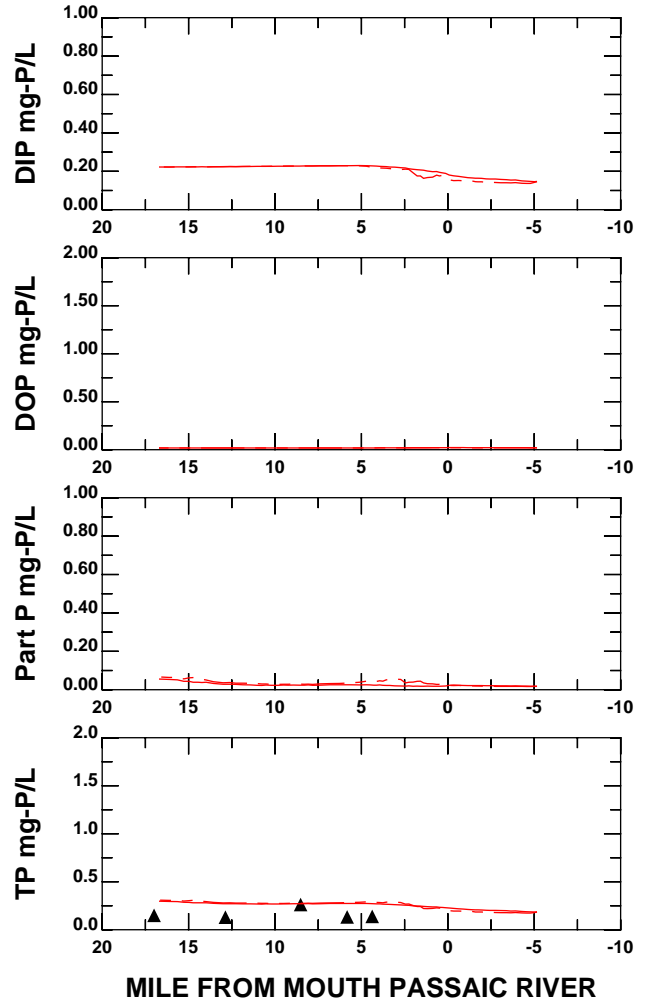 1.00
0.80
0.60
0.40
0.20
0.00
DIP mg-P/L
20 15 10 5 0 -5 -10
2.00
1.50
1.00
0.50
0.00
DOP mg-P/L
20 15 10 5 0 -5 -10
1.00
0.80
0.60
0.40
0.20
0.00
Part P mg-P/L
20 15 10 5 0 -5 -10
2.0
1.5
1.0
0.5
0.0
TP mg-P/L
20 15 10 5 0 -5 -10
MILE FROM MOUTH PASSAIC RIVER